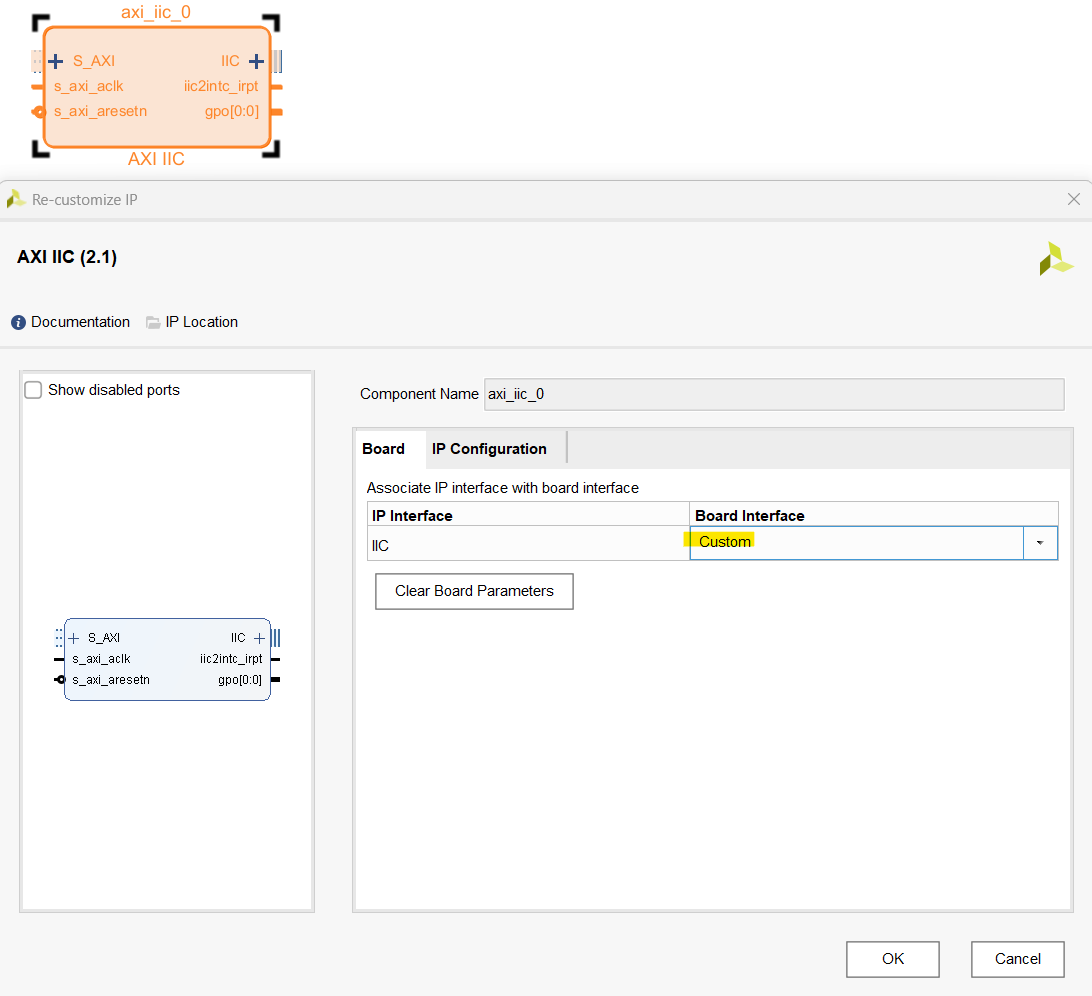 axi_iic_0
S_AXI IIC
s_axi_aclk iic2intc_irpt
s_axi_aresetn gpo[0:0]
AXI IIC
Re-customize IP
AXI IIC (2.1)
Documentation IP Location
Show disabled ports
Component Name axi_iic_0
Board IP Configuration
Associate IP interface with board interface
IP Interface Board Interface
IIC Custom
Clear Board Parameters
S_AXI IIC
s_axi_aclk iic2intc_irpt
s_axi_aresetn gpo[0:0]
OK Cancel